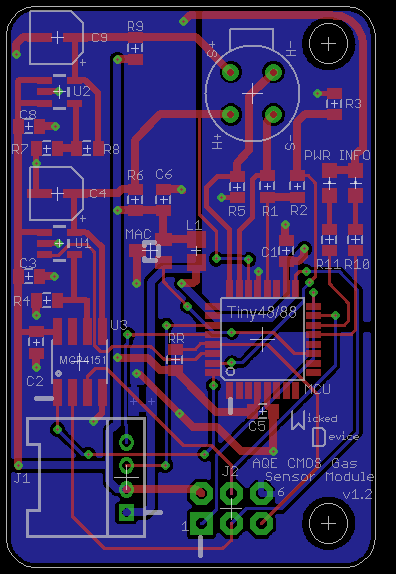 C9
R9
S+
H-
U2
C8
R3
R7
R8
H+
S-
PWR INFO
C4
R6
C6
R5
R1
R2
MAC
L1
U1
C1
C3
R11
R10
R4
Tiny48/88
U3
RR
MCP4151
C2
MCU
C5
icked
evice
J1
J2
AQE CMOS Gas
Sensor Module
6
v1.2
1